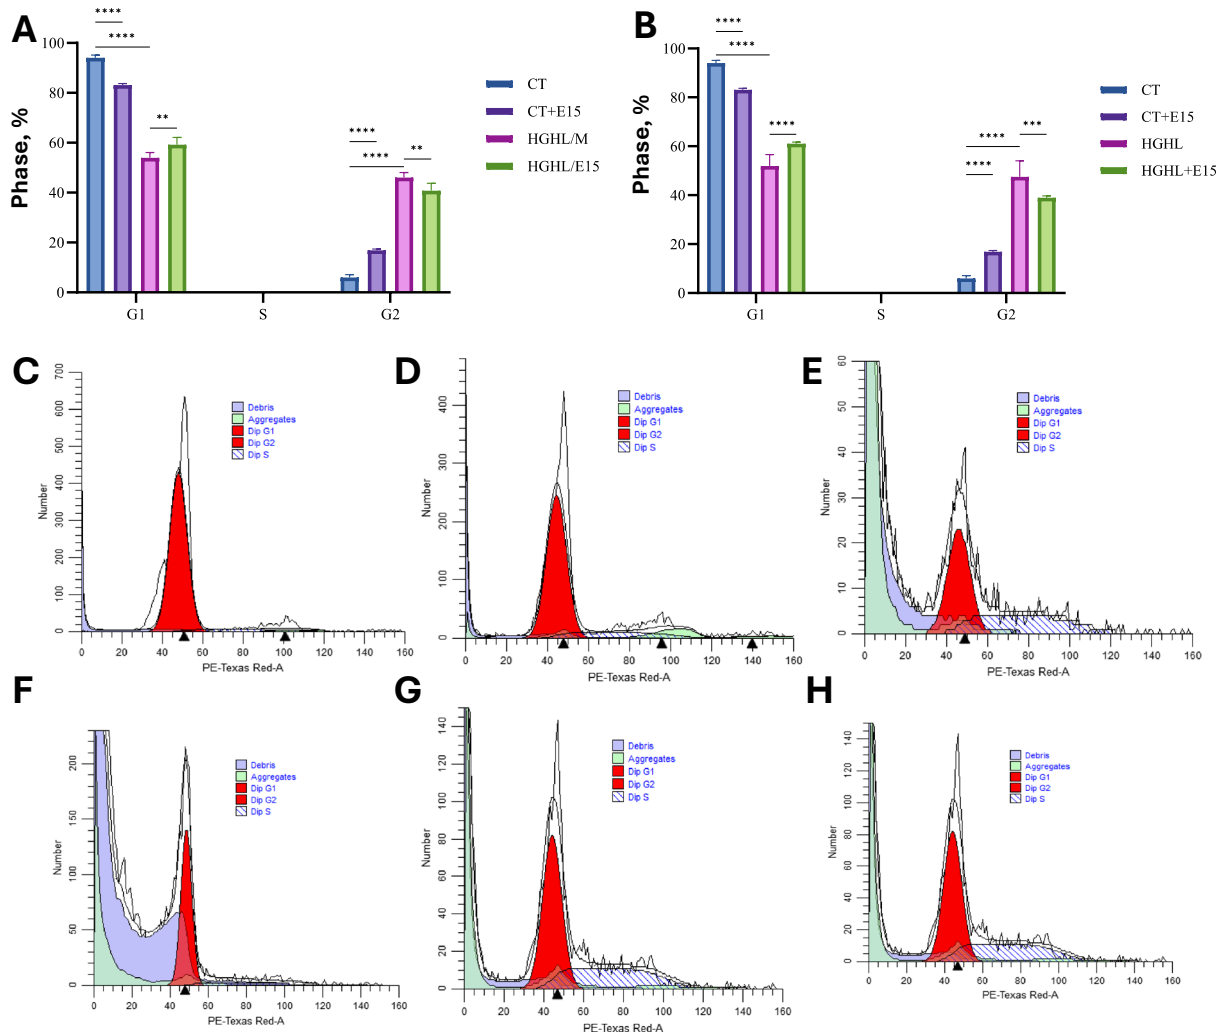 A
****
****
**
****
****
**
Phase, %
100
80
60
40
20
0
G1
S
G2
CT
CT+E15
HGHL/M
HGHL/E15
B
****
****
****
****
****
***
Phase, %
100
80
60
40
20
0
G1
S
G2
CT
CT+E15
HGHL
HGHL+E15
C
Number
700
600
500
400
300
200
100
0
Debris
Aggregates
Dip G1
Dip G2
Dip S
0 20 40 60 80 100 120 140 160
PE-Texas Red-A
D
Number
400
300
200
100
0
Debris
Aggregates
Dip G1
Dip G2
Dip S
0 20 40 60 80 100 120 140 160
PE-Texas Red-A
E
Number
60
50
40
30
20
10
0
Debris
Aggregates
Dip G1
Dip G2
Dip S
0 20 40 60 80 100 120 140 160
PE-Texas Red-A
F
Number
200
150
100
50
0
Debris
Aggregates
Dip G1
Dip G2
Dip S
0 20 40 60 80 100 120 140 160
PE-Texas Red-A
G
Number
140
120
100
80
60
40
20
0
Debris
Aggregates
Dip G1
Dip G2
Dip S
0 20 40 60 80 100 120 140 160
PE-Texas Red-A
H
Number
140
120
100
80
60
40
20
0
Debris
Aggregates
Dip G1
Dip G2
Dip S
0 20 40 60 80 100 120 140 160
PE-Texas Red-A